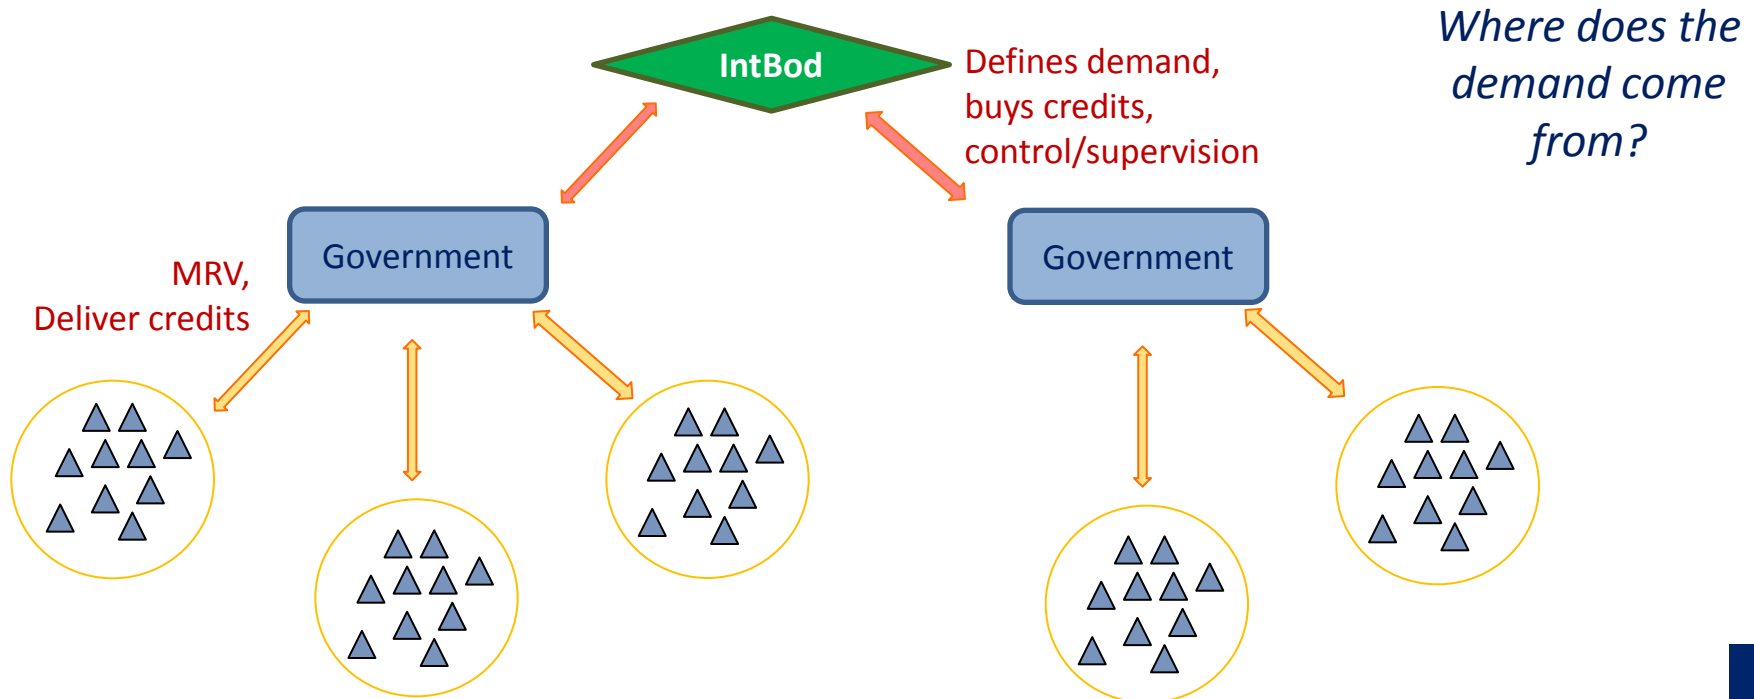 IntBod
Defines demand,
buys credits,
control/supervision
Where does the
demand come
from?
Government
Government
MRV,
Deliver credits